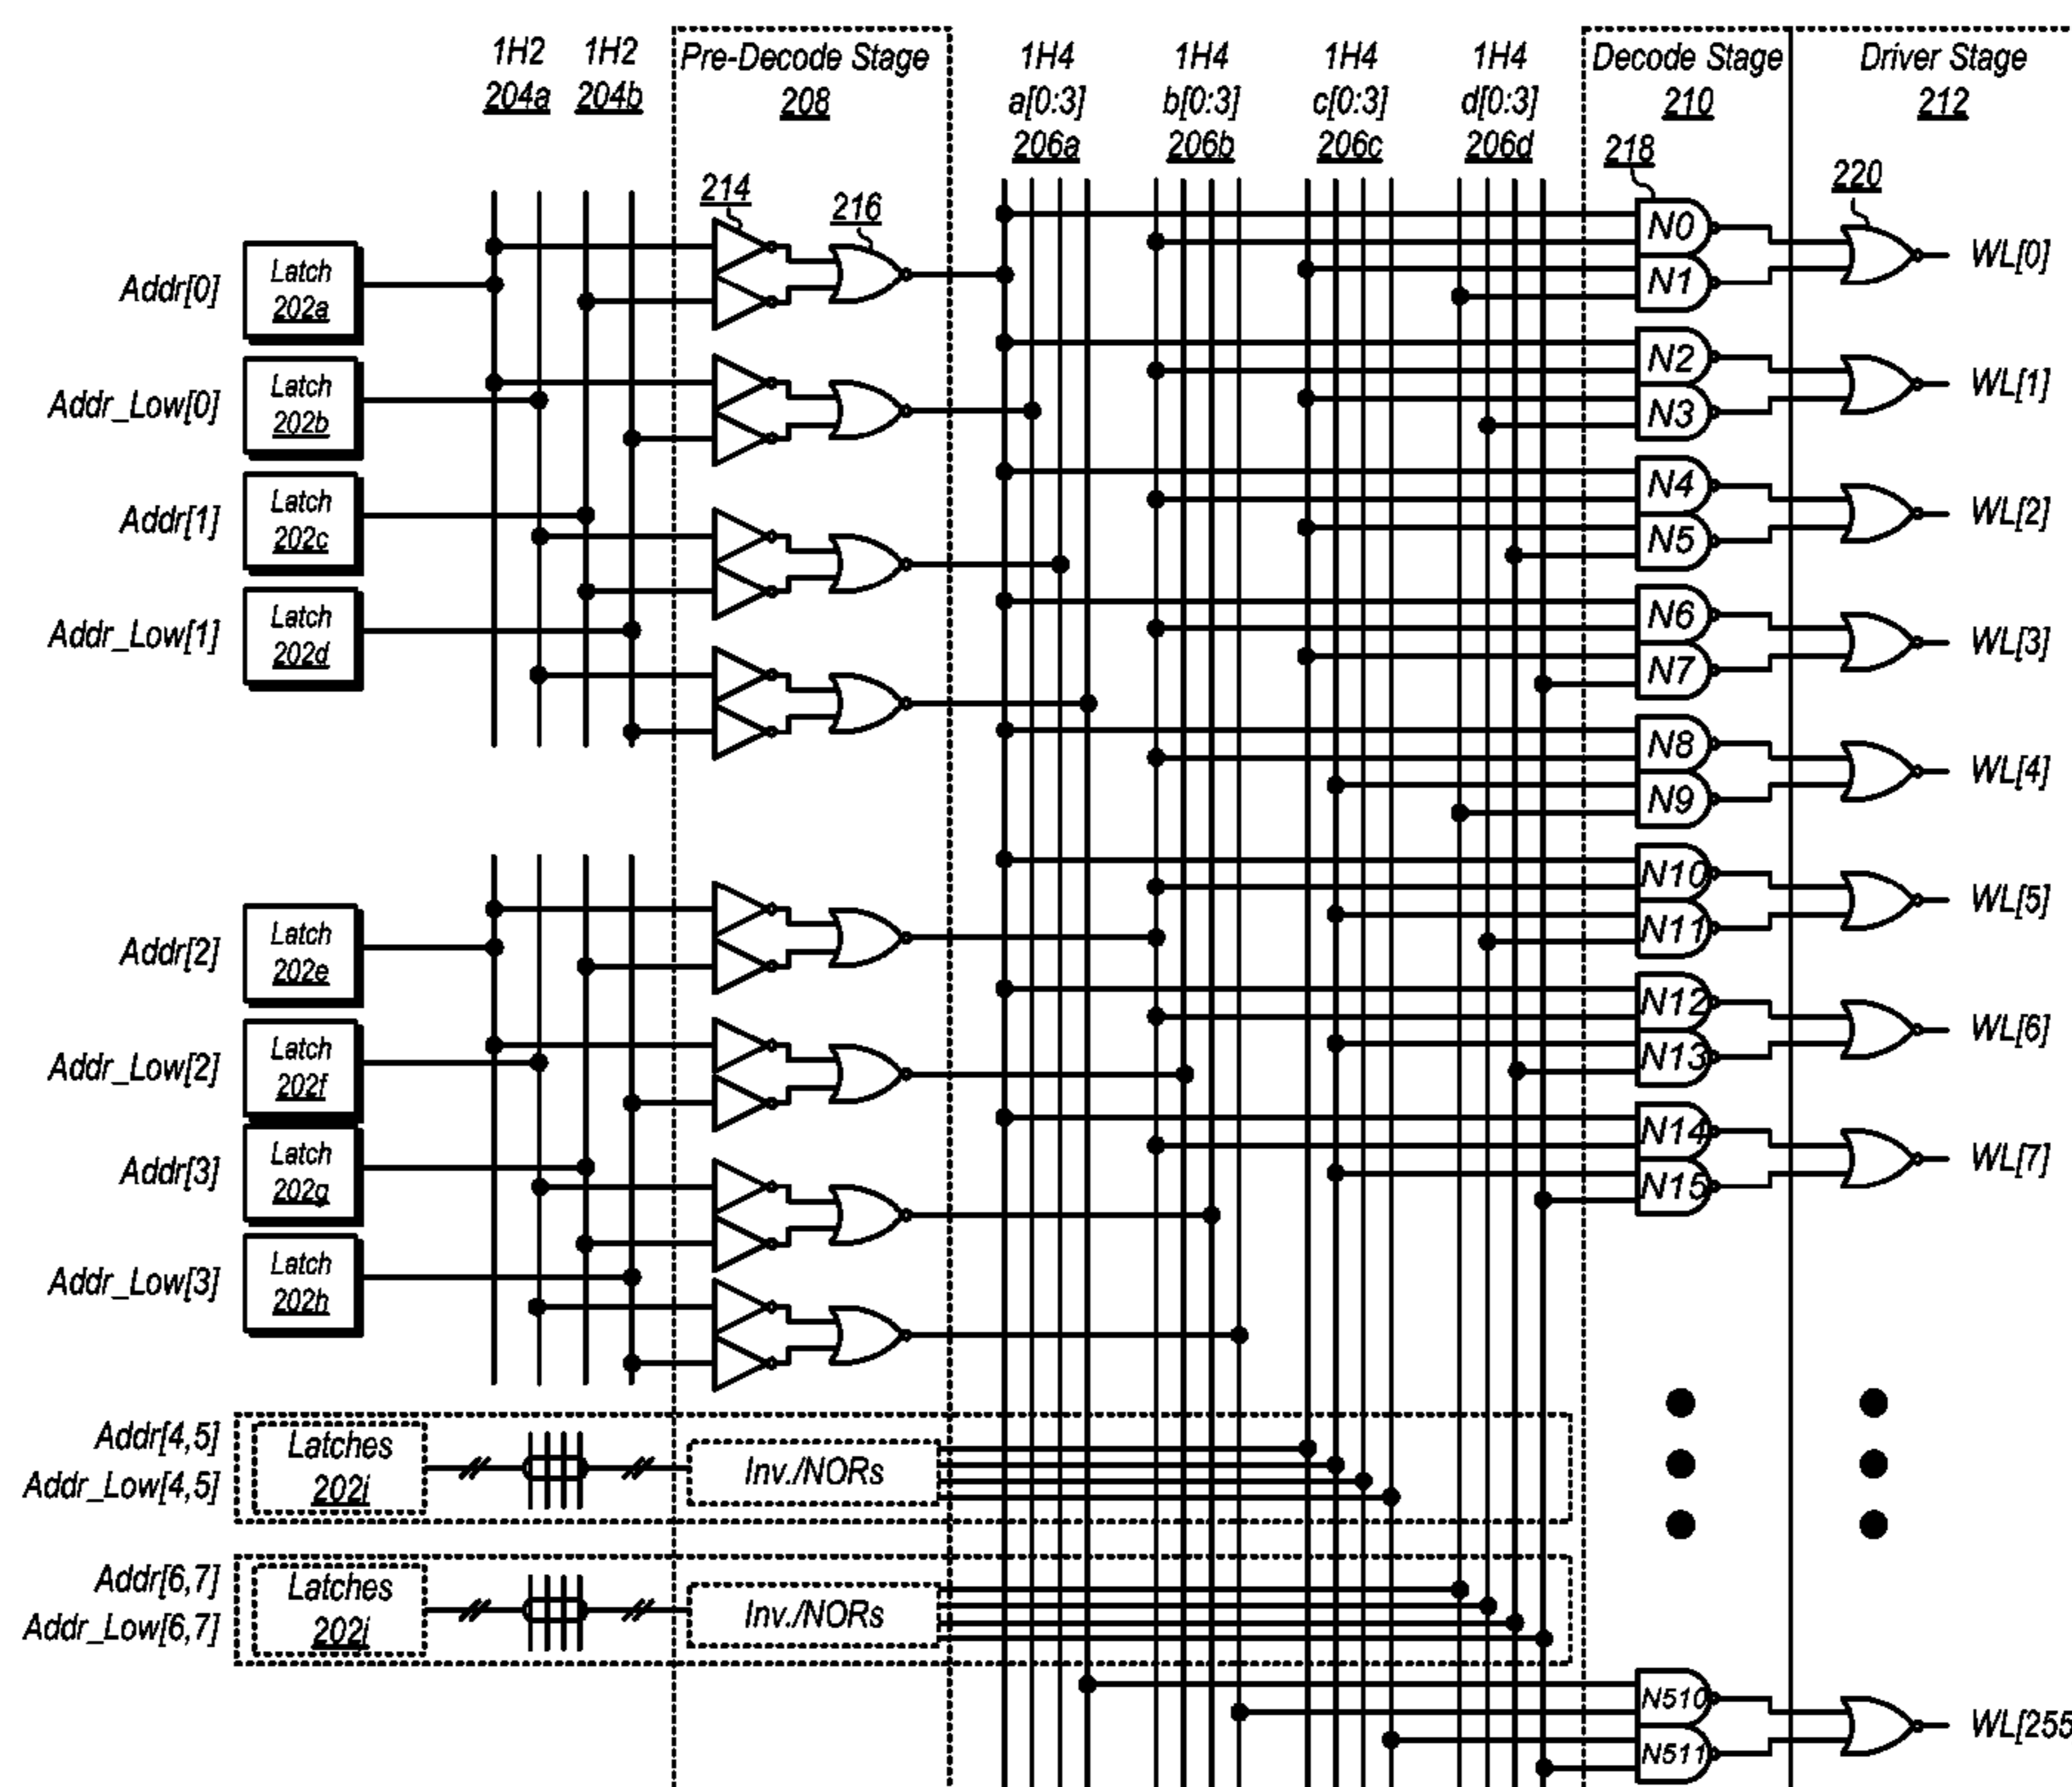 1H2
204a
1H2
204b
Pre-Decode Stage
208
1H4
a[0:3]
206a
1H4
b[0:3]
206b
1H4
c[0:3]
206c
1H4
d[0:3]
206d
Decode Stage
210
Driver Stage
212
214
216
218
220
Addr[0]
Latch
202a
Addr_Low[0]
Latch
202b
Addr[1]
Latch
202c
Addr_Low[1]
Latch
202d
Addr[2]
Latch
202e
Addr_Low[2]
Latch
202f
Addr[3]
Latch
202g
Addr_Low[3]
Latch
202h
Addr[4,5]
Addr_Low[4,5]
Latches
202i
Inv./NORs
Addr[6,7]
Addr_Low[6,7]
Latches
202j
Inv./NORs
N0
N1
WL[0]
N2
N3
WL[1]
N4
N5
WL[2]
N6
N7
WL[3]
N8
N9
WL[4]
N10
N11
WL[5]
N12
N13
WL[6]
N14
N15
WL[7]
N510
N511
WL[255